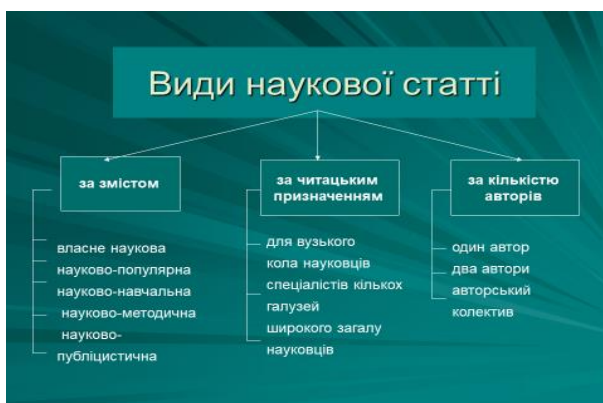 Види наукової статті
за змістом
власне наукова
науково-популярна
науково-навчальна
науково-методична
науково-
публіцистична
за читацьким
призначенням
для вузького
кола науковців
спеціалістів кількох
галузей
широкого загалу
науковців
за кількістю
авторів
один автор
два автори
авторський
колектив